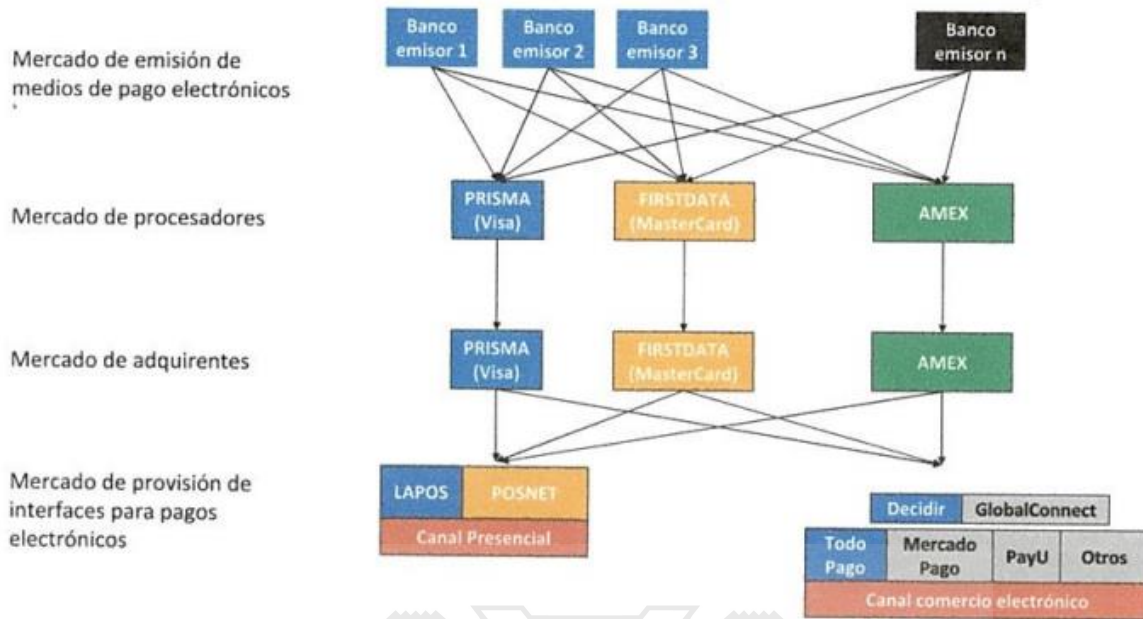 Mercado de emisión de
medios de pago electrónicos
Banco
emisor 1
Banco
emisor 2
Banco
emisor 3
Banco
emisor n
Mercado de procesadores
PRISMA
(Visa)
FIRSTDATA
(MasterCard)
AMEX
Mercado de adquirentes
PRISMA
(Visa)
FIRSTDATA
(MasterCard)
AMEX
Mercado de provisión de
interfaces para pagos
electrónicos
LAPOS
POSNET
Canal Presencial
Decidir
GlobalConnect
Todo
Pago
Mercado
Pago
PayU
Otros
Canal comercio electrónico